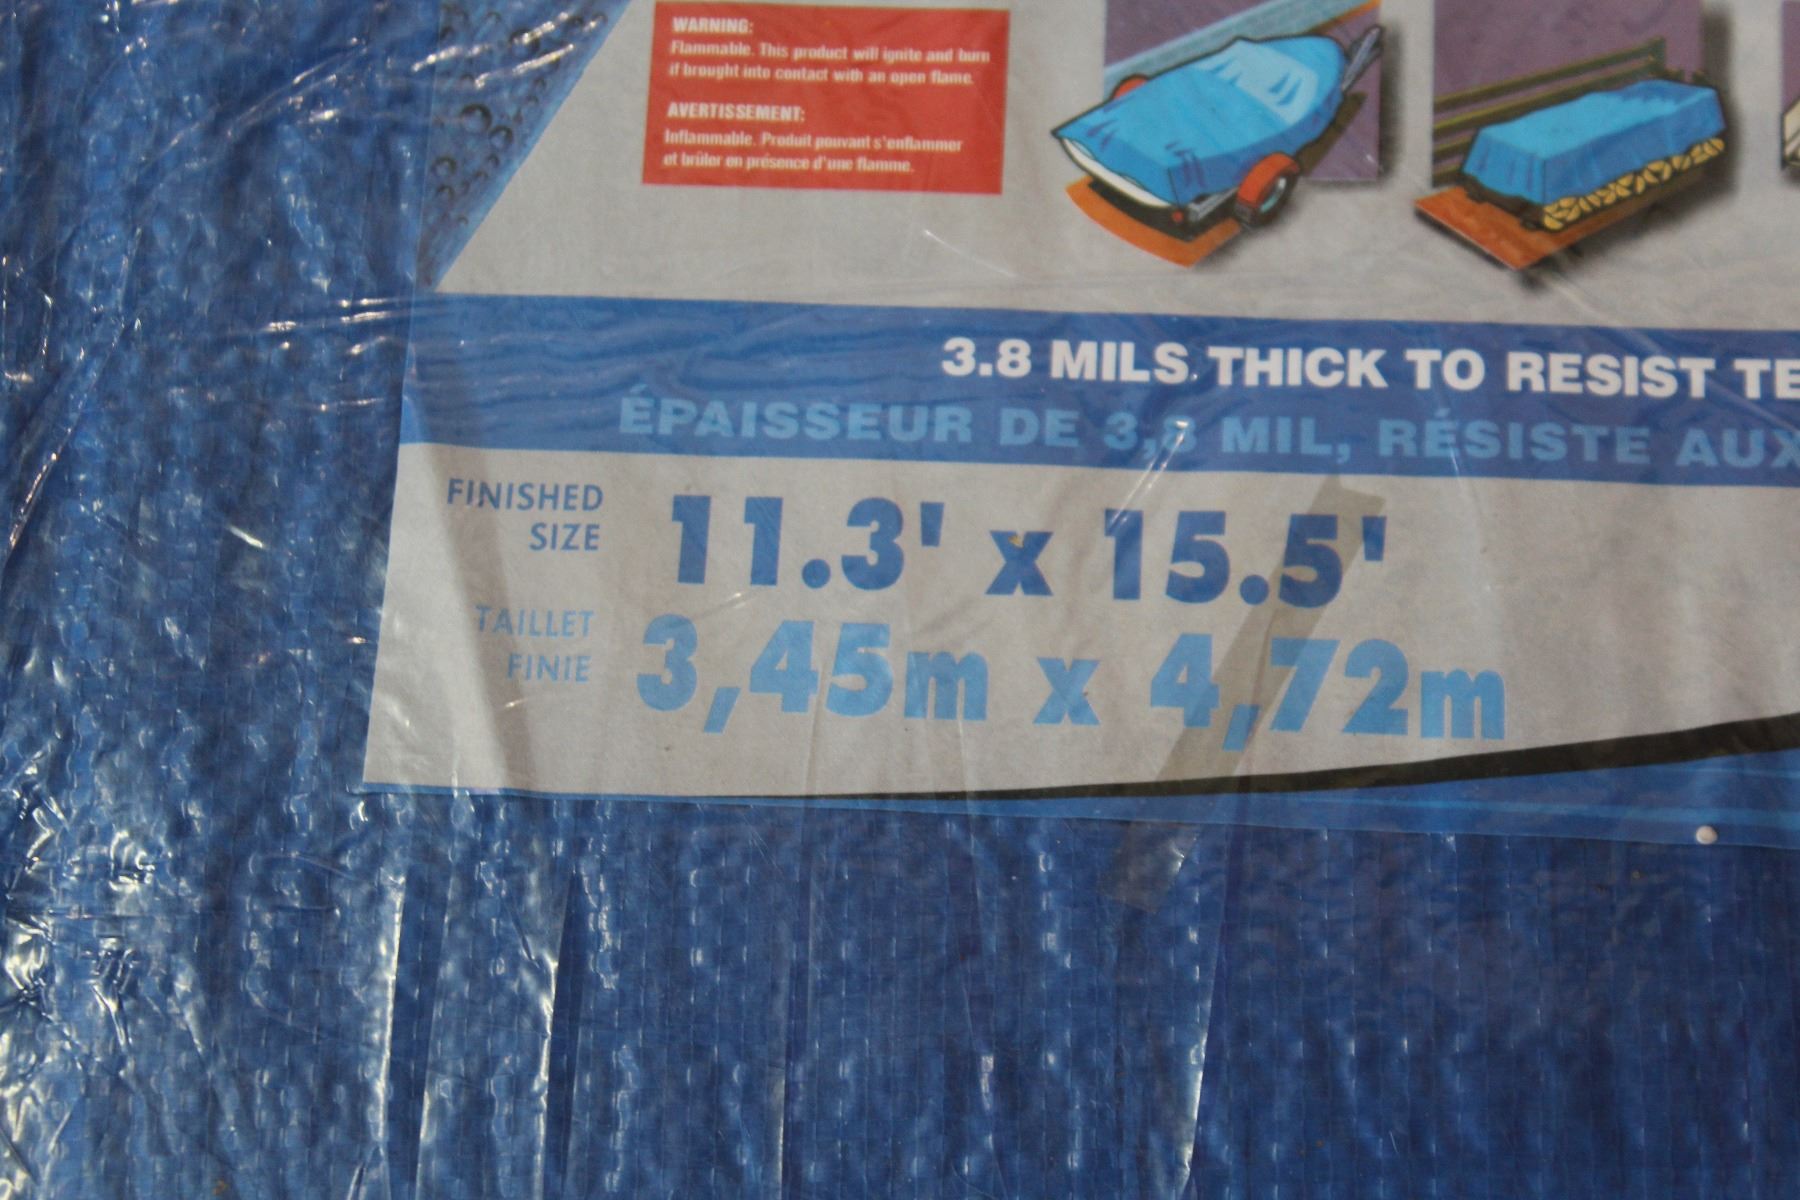 WARNING:
Flammable. This product will ignite and burn
if brought into contact with an open flame.
AVERTISSEMENT:
Inflammable. Produit pouvant s'enflammer
et brûler en présence d'une flamme.
3.8 MILS THICK TO RESIST TE
ÉPAISSEUR DE 3,8 MIL, RÉSISTE AUX
FINISHED
SIZE
11.3' x 15.5'
TAILLET
FINIE
3,45m x 4,72m